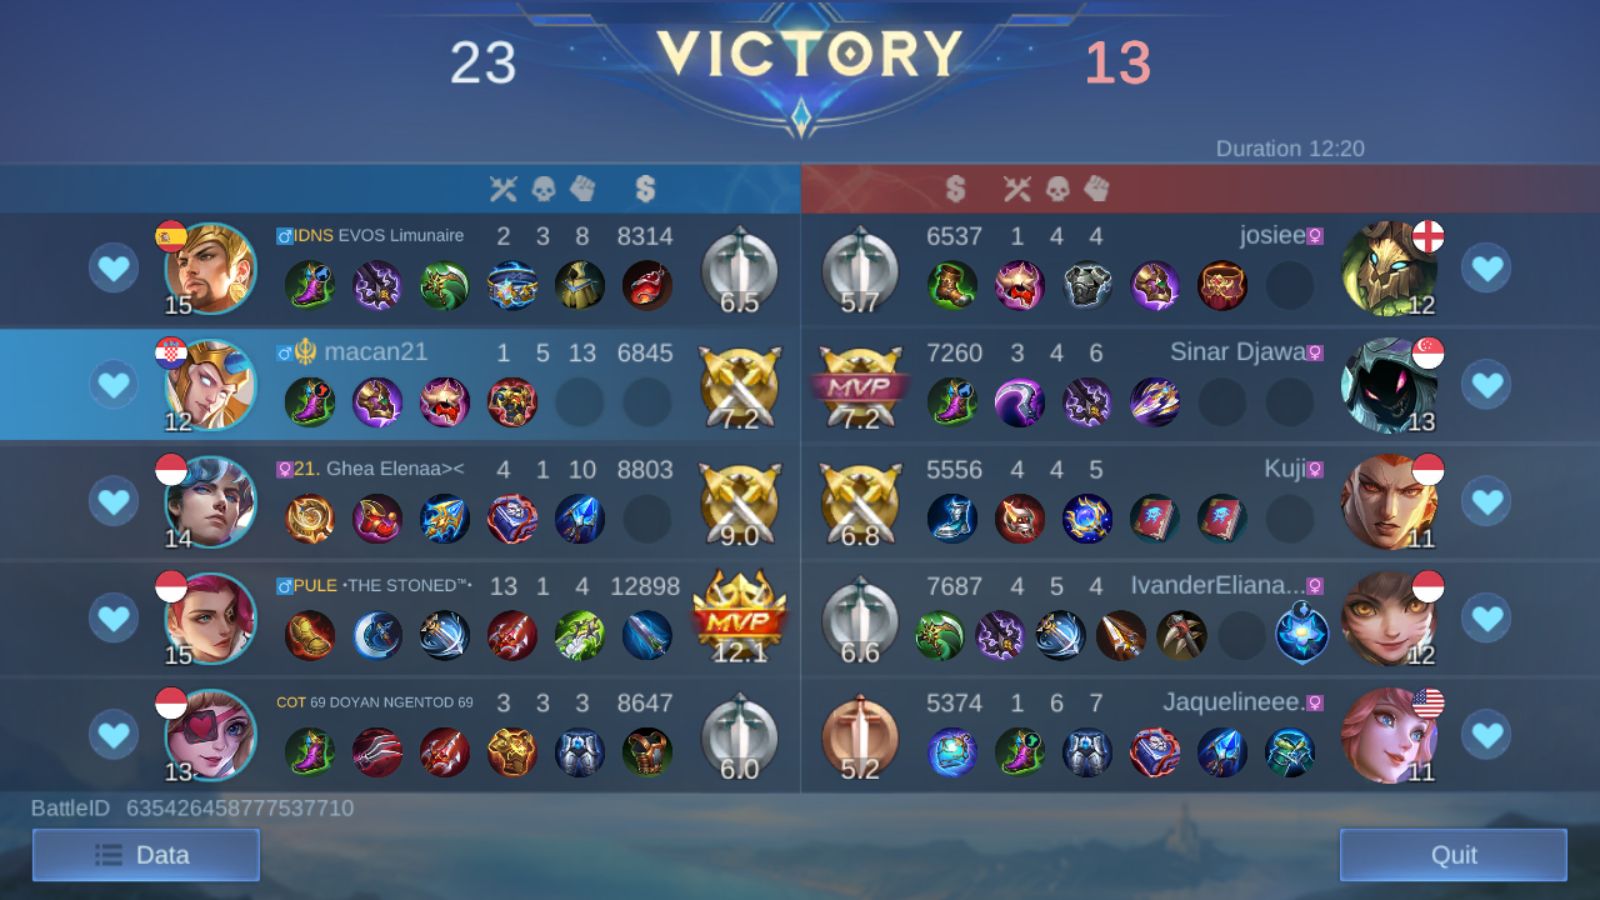 23 VICTORY 13
Duration 12:20
IDNS EVOS Limunaire 2 3 8 8314
15 6.5
6537 1 4 4 josiee
5.7 12
macan21 1 5 13 6845
12 7.2
7260 3 4 6 Sinar Djawa
MVP 7.2 13
21. Ghea Elenaa>< 4 1 10 8803
14 9.0
5556 4 4 5 Kuji
6.8 11
PULE •THE STONED™• 13 1 4 12898
15 MVP 12.1
7687 4 5 4 IvanderEliana...
6.6 12
COT 69 DOYAN NGENTOD 69 3 3 3 8647
13 6.0
5374 1 6 7 Jaquelineee.
5.2 11
BattleID 635426458777537710
Data
Quit